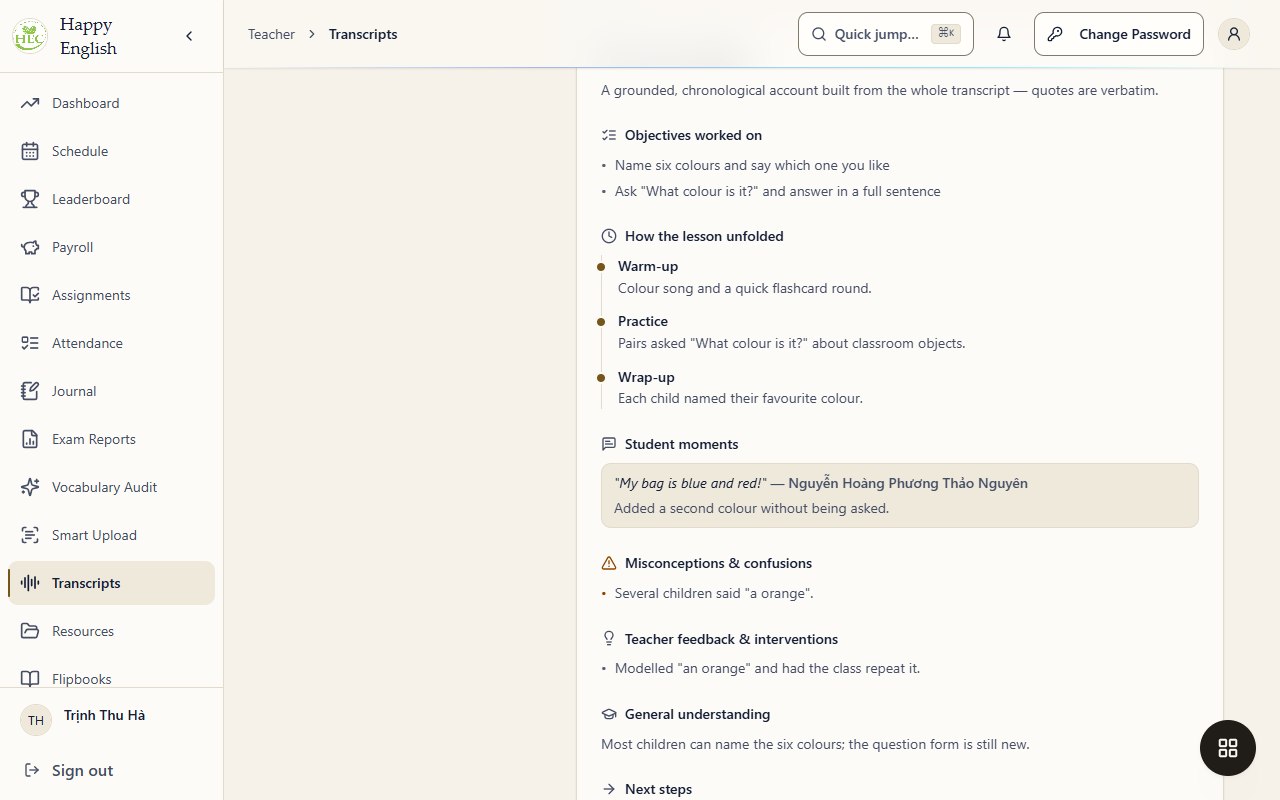 HEC
Happy
English
Teacher
Transcripts
Quick jump...
⌘K
Change Password
Dashboard
Schedule
Leaderboard
Payroll
Assignments
Attendance
Journal
Exam Reports
Vocabulary Audit
Smart Upload
Transcripts
Resources
Flipbooks
TH
Trịnh Thu Hà
Sign out
A grounded, chronological account built from the whole transcript — quotes are verbatim.
Objectives worked on
• Name six colours and say which one you like
• Ask "What colour is it?" and answer in a full sentence
How the lesson unfolded
Warm-up
Colour song and a quick flashcard round.
Practice
Pairs asked "What colour is it?" about classroom objects.
Wrap-up
Each child named their favourite colour.
Student moments
"My bag is blue and red!" — Nguyễn Hoàng Phương Thảo Nguyên
Added a second colour without being asked.
Misconceptions & confusions
• Several children said "a orange".
Teacher feedback & interventions
• Modelled "an orange" and had the class repeat it.
General understanding
Most children can name the six colours; the question form is still new.
Next steps